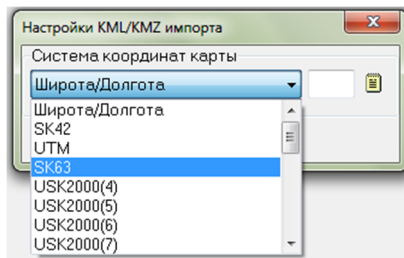 Настройки KML/KMZ импорта
Система координат карты
Широта/Долгота
Широта/Долгота
SK42
UTM
SK63
USK2000(4)
USK2000(5)
USK2000(6)
USK2000(7)